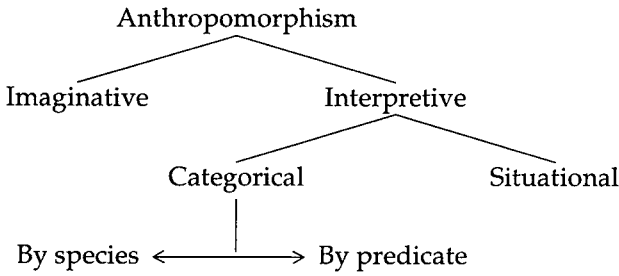 Anthropomorphism
Imaginative Interpretive
Categorical Situational
By species By predicate